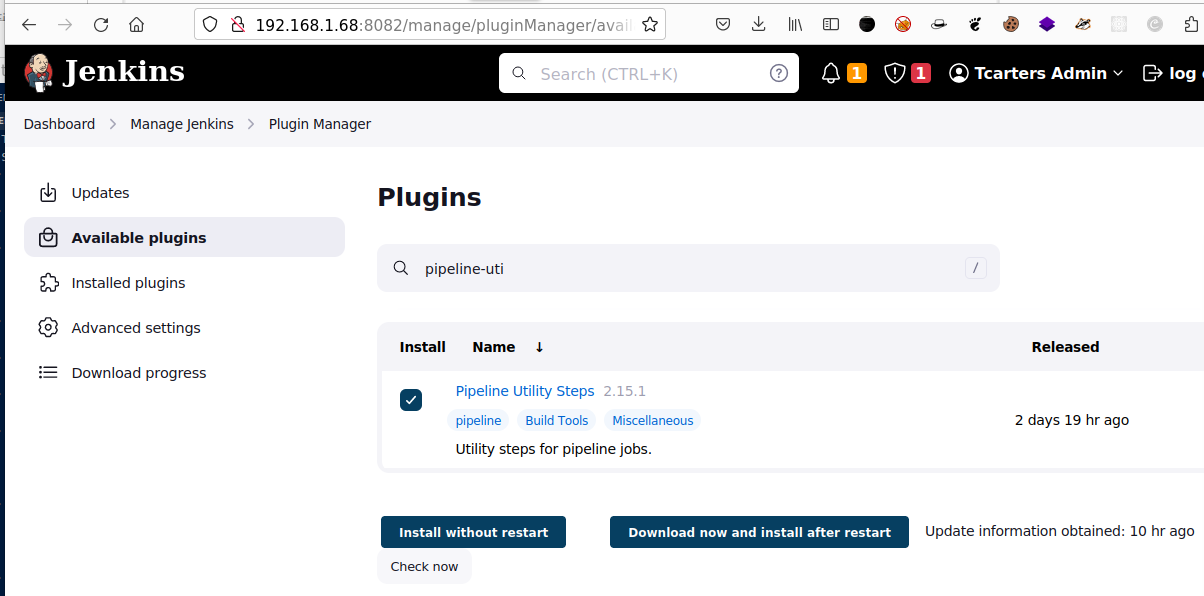 192.168.1.68:8082/manage/pluginManager/avai
Jenkins
Search (CTRL+K)
?
1
1
Tcarters Admin
log
Dashboard > Manage Jenkins > Plugin Manager
Updates
Available plugins
Installed plugins
Advanced settings
Download progress
Plugins
pipeline-uti
/
Install Name ↓ Released
Pipeline Utility Steps 2.15.1
pipeline Build Tools Miscellaneous
Utility steps for pipeline jobs.
2 days 19 hr ago
Install without restart
Download now and install after restart
Update information obtained: 10 hr ago
Check now